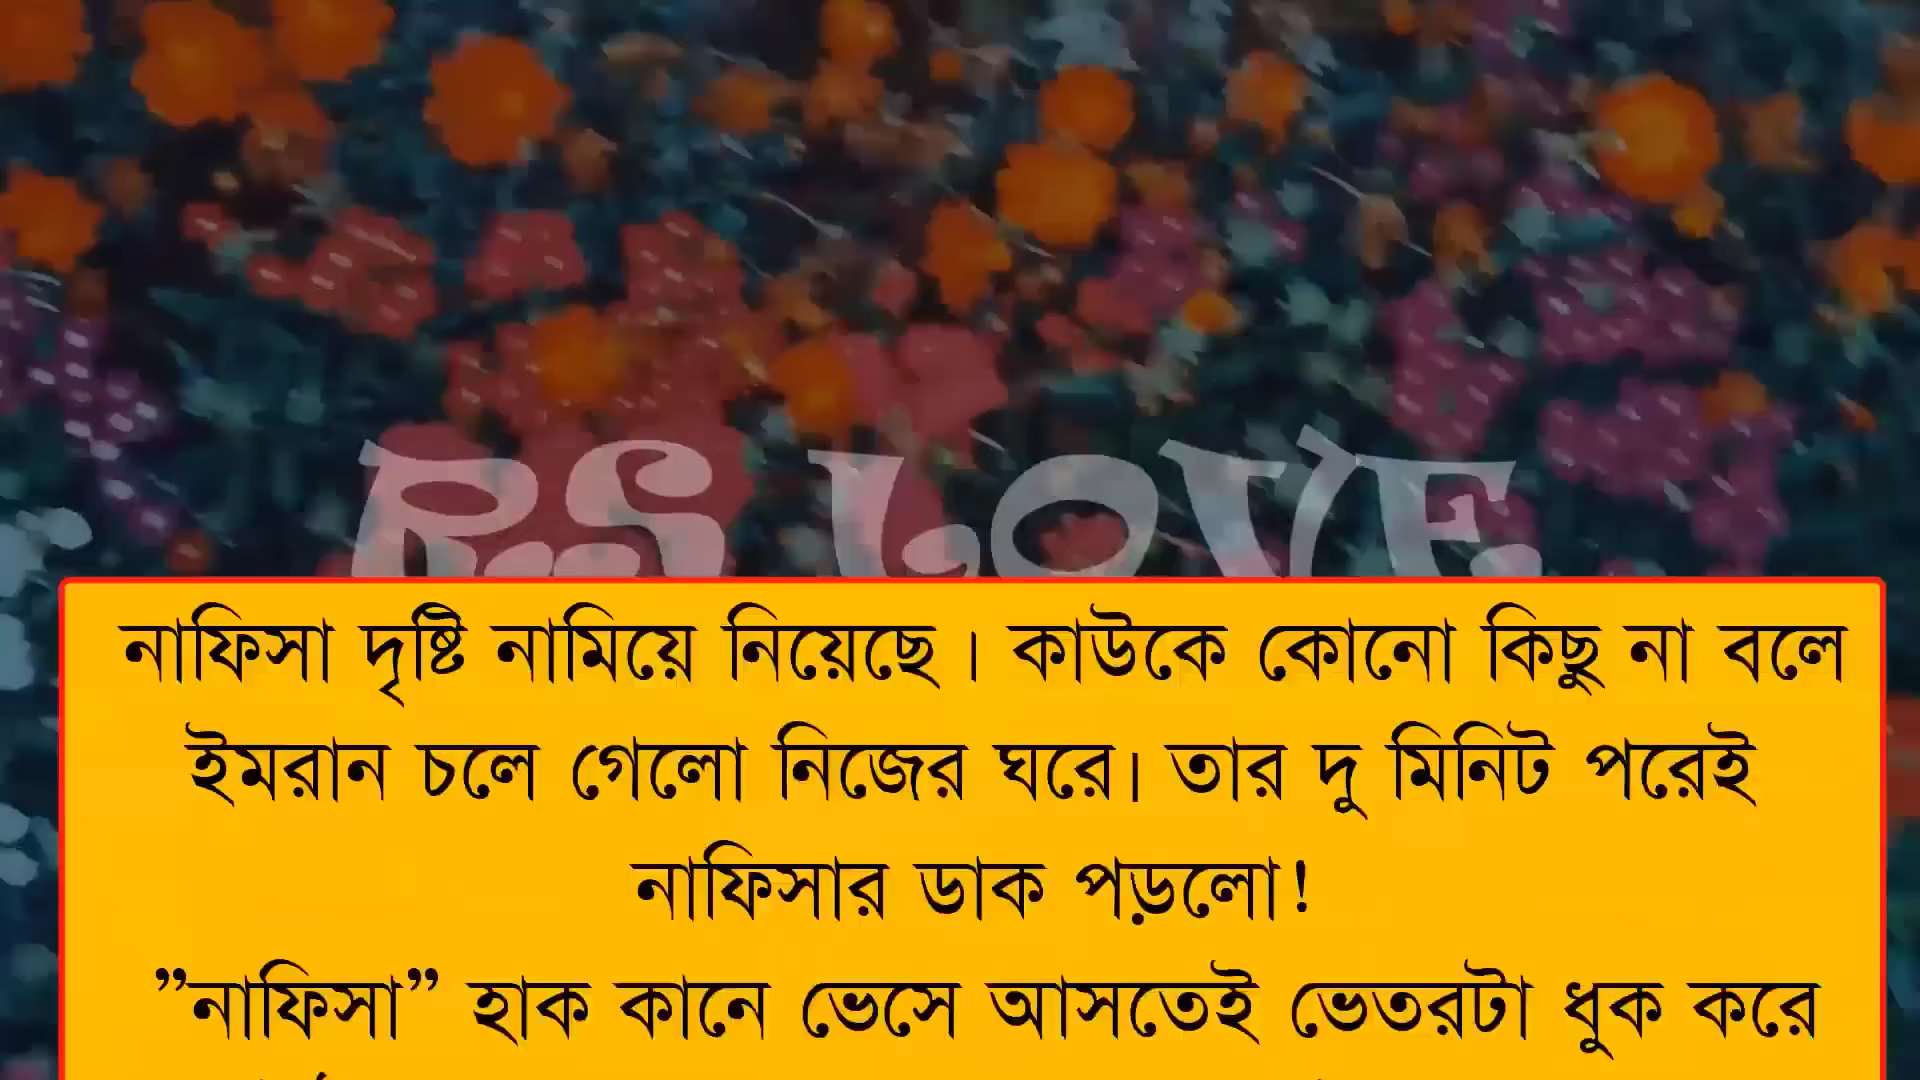 RS LOVE
নাফিসা দৃষ্টি নামিয়ে নিয়েছে। কাউকে কোনো কিছু না বলে
ইমরান চলে গেলো নিজের ঘরে। তার দু মিনিট পরেই
নাফিসার ডাক পড়লো!
”নাফিসা” হাক কানে ভেসে আসতেই ভেতরটা ধুক করে